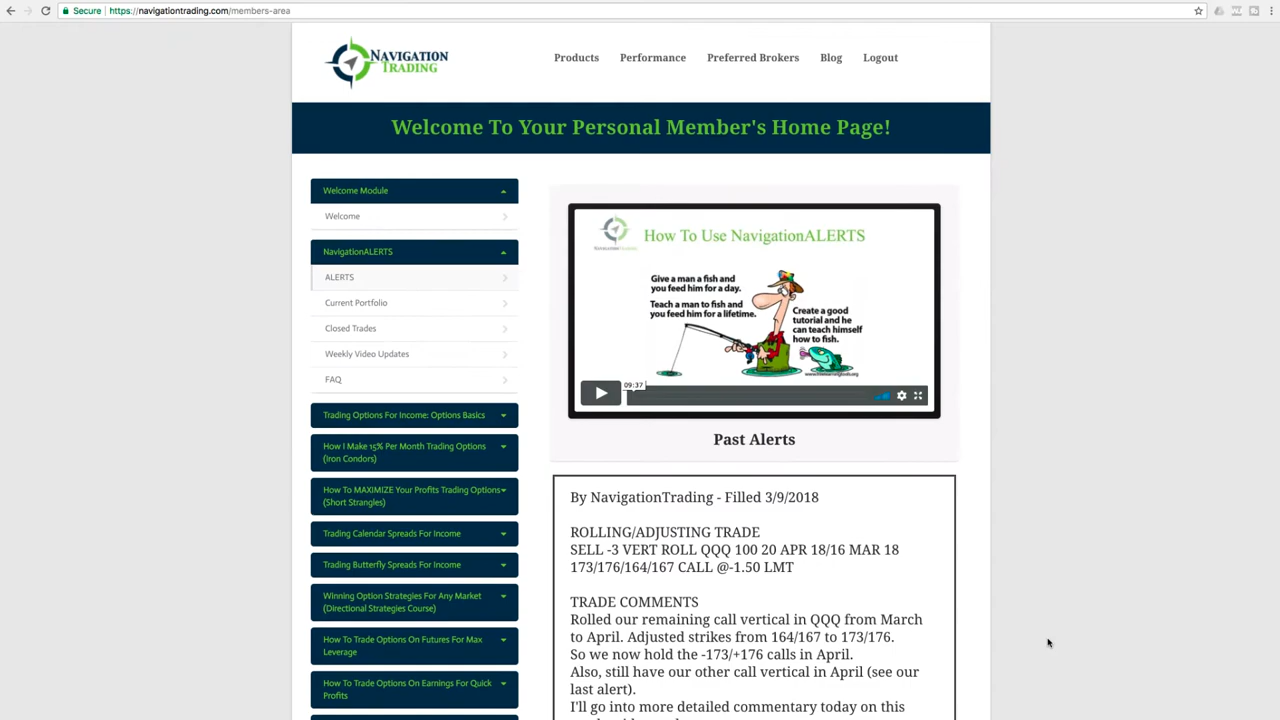 Secure https://navigationtrading.com/members-area
NAVIGATION
TRADING
Products Performance Preferred Brokers Blog Logout
Welcome To Your Personal Member's Home Page!
Welcome Module
Welcome
NavigationALERTS
ALERTS
Current Portfolio
Closed Trades
Weekly Video Updates
FAQ
Trading Options For Income: Options Basics
How I Make 15% Per Month Trading Options
(Iron Condors)
How To MAXIMIZE Your Profits Trading Options
(Short Strangles)
Trading Calendar Spreads For Income
Trading Butterfly Spreads For Income
Winning Option Strategies For Any Market
(Directional Strategies Course)
How To Trade Options On Futures For Max
Leverage
How To Trade Options On Earnings For Quick
Profits
How To Use NavigationALERTS
Give a man a fish and
you feed him for a day.
Teach a man to fish and
you feed him for a lifetime.
Create a good
tutorial and he
can teach himself
how to fish.
09:37
Past Alerts
By NavigationTrading - Filled 3/9/2018
ROLLING/ADJUSTING TRADE
SELL -3 VERT ROLL QQQ 100 20 APR 18/16 MAR 18
173/176/164/167 CALL @-1.50 LMT
TRADE COMMENTS
Rolled our remaining call vertical in QQQ from March
to April. Adjusted strikes from 164/167 to 173/176.
So we now hold the -173/+176 calls in April.
Also, still have our other call vertical in April (see our
last alert).
I'll go into more detailed commentary today on this